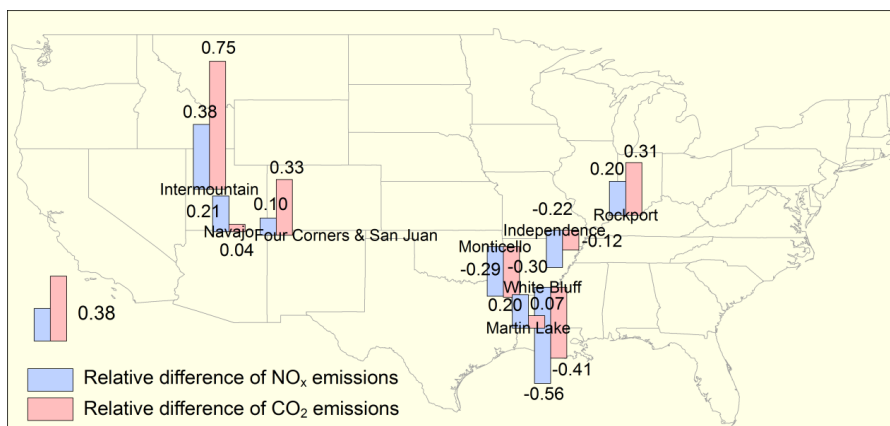 0.75
0.38
0.33
0.20
0.31
Intermountain
0.21
0.10
-0.22
Rockport
Navajo
Four Corners & San Juan
Independence
0.04
Monticello
-0.12
-0.29
-0.30
White Bluff
0.20
0.07
0.38
Martin Lake
-0.41
Relative difference of NOₓ emissions
-0.56
Relative difference of CO₂ emissions